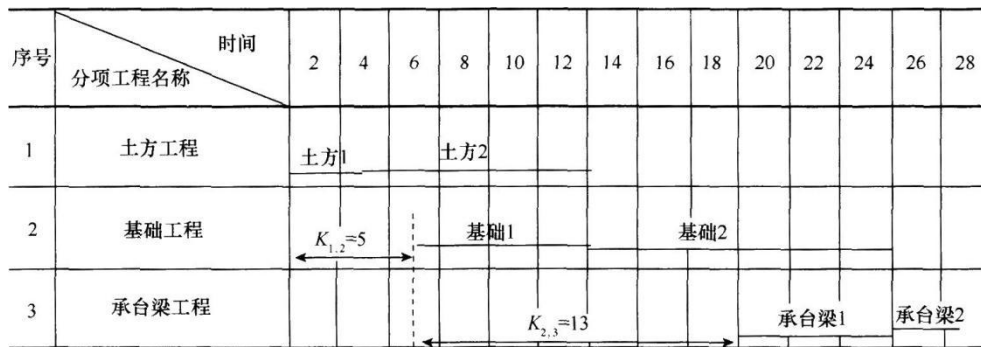 序号
时间
分项工程名称
2 4 6 8 10 12 14 16 18 20 22 24 26 28
1 土方工程 土方1 土方2
2 基础工程 K1,2=5 基础1 基础2
3 承台梁工程 K2,3=13 承台梁1 承台梁2